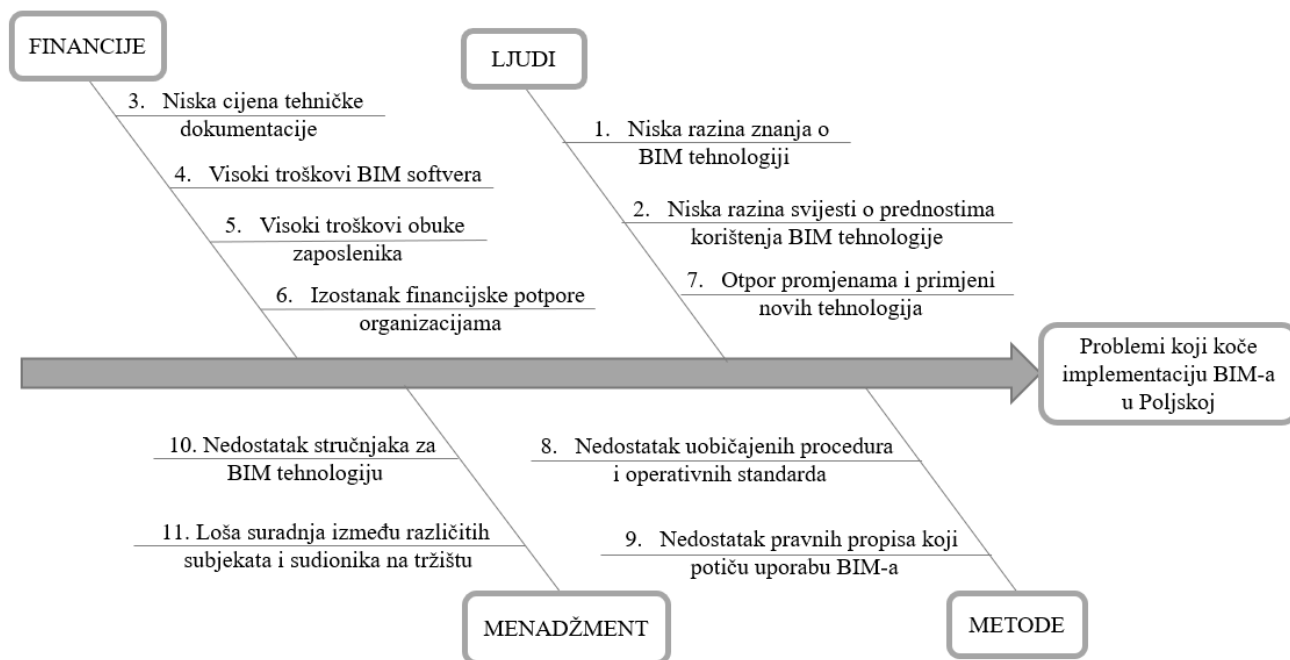 FINANCIJE
3. Niska cijena tehničke
dokumentacije
4. Visoki troškovi BIM softvera
5. Visoki troškovi obuke
zaposlenika
6. Izostanak financijske potpore
organizacijama
LJUDI
1. Niska razina znanja o
BIM tehnologiji
2. Niska razina svijesti o prednostima
korištenja BIM tehnologije
7. Otpor promjenama i primjeni
novih tehnologija
Problemi koji koče
implementaciju BIM-a
u Poljskoj
10. Nedostatak stručnjaka za
BIM tehnologiju
11. Loša suradnja između različitih
subjekata i sudionika na tržištu
MENADŽMENT
8. Nedostatak uobičajenih procedura
i operativnih standarda
9. Nedostatak pravnih propisa koji
potiču uporabu BIM-a
METODE